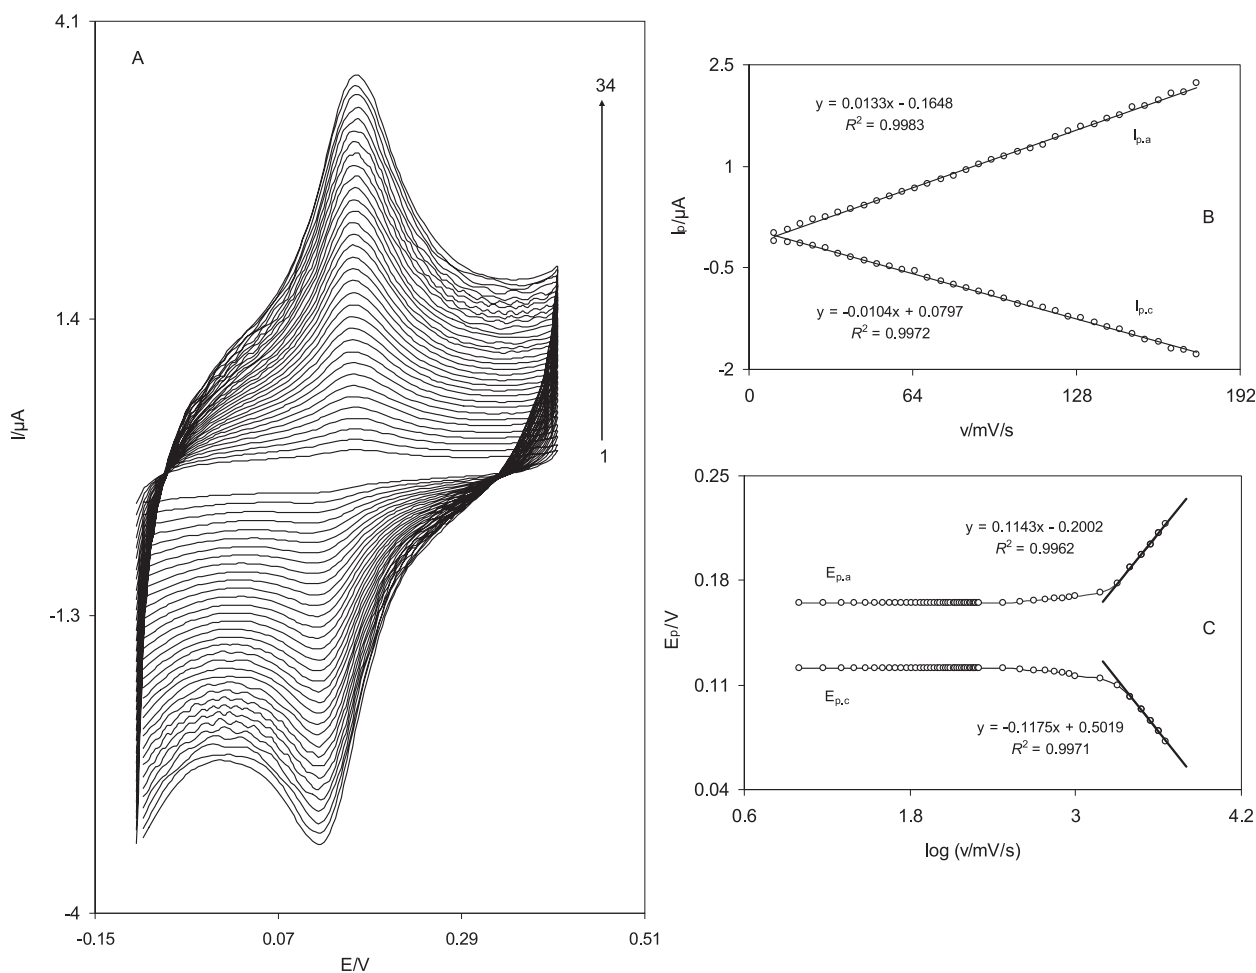 4.1
A
34
1.4
I/µA
1
-1.3
-4
-0.15
0.07
0.29
0.51
E/V
2.5
y = 0.0133x - 0.1648
R² = 0.9983
Ip.a
1
Ip/µA
B
-0.5
y = -0.0104x + 0.0797
R² = 0.9972
Ip.c
-2
0
64
128
192
v/mV/s
0.25
y = 0.1143x - 0.2002
R² = 0.9962
Ep.a
0.18
Ep/V
C
0.11
Ep.c
y = -0.1175x + 0.5019
R² = 0.9971
0.04
0.6
1.8
3
4.2
log (v/mV/s)